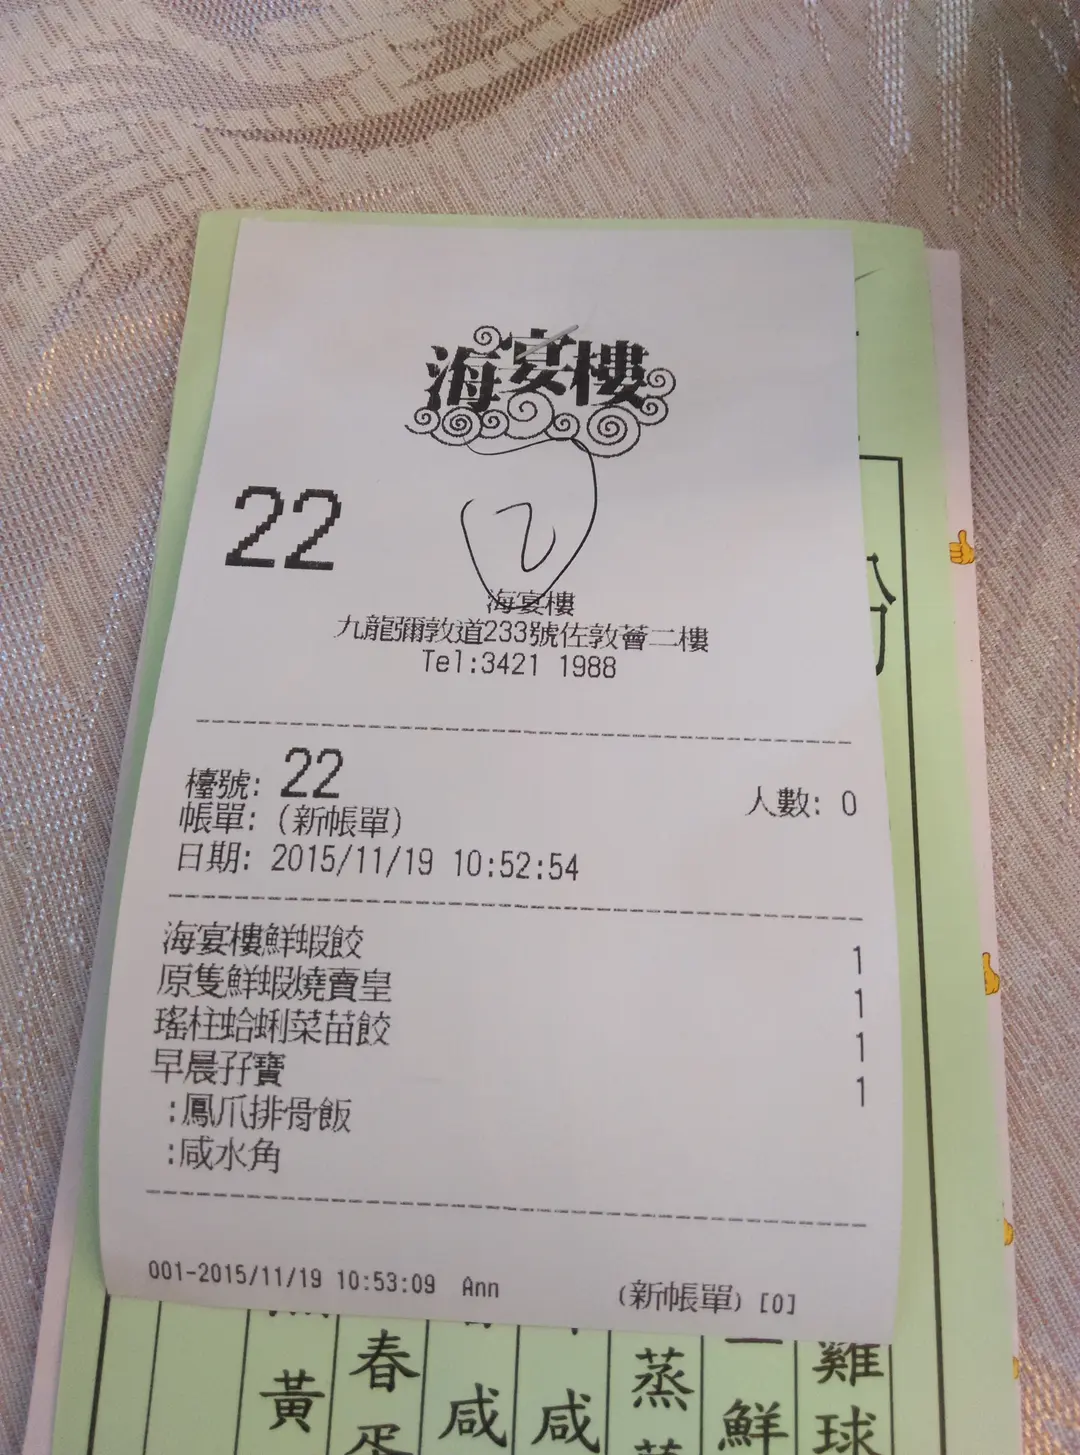 海宴樓
22
2
海宴樓
九龍彌敦道233號佐敦薈二樓
Tel:3421 1988
檯號: 22 人數: 0
帳單: (新帳單)
日期: 2015/11/19 10:52:54
海宴樓鮮蝦餃 1
原隻鮮蝦燒賣皇 1
瑤柱蛤蜊菜苗餃 1
早晨孖寶 1
:鳳爪排骨飯
:咸水角
001-2015/11/19 10:53:09 Ann (新帳單) [0]
雞球
鮮
蒸
咸
咸
春蛋
黃